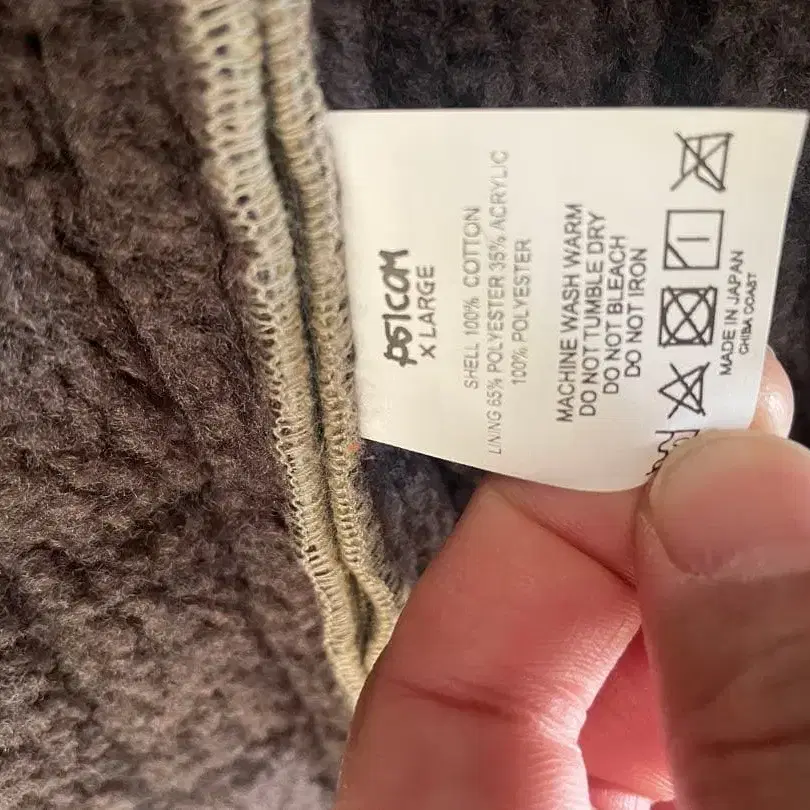 X LARGE
SHELL 100% COTTON
LINING 65% POLYESTER 35% ACRYLIC
100% POLYESTER
MACHINE WASH WARM
DO NOT TUMBLE DRY
DO NOT BLEACH
DO NOT IRON
MADE IN JAPAN
CHIBA COAST